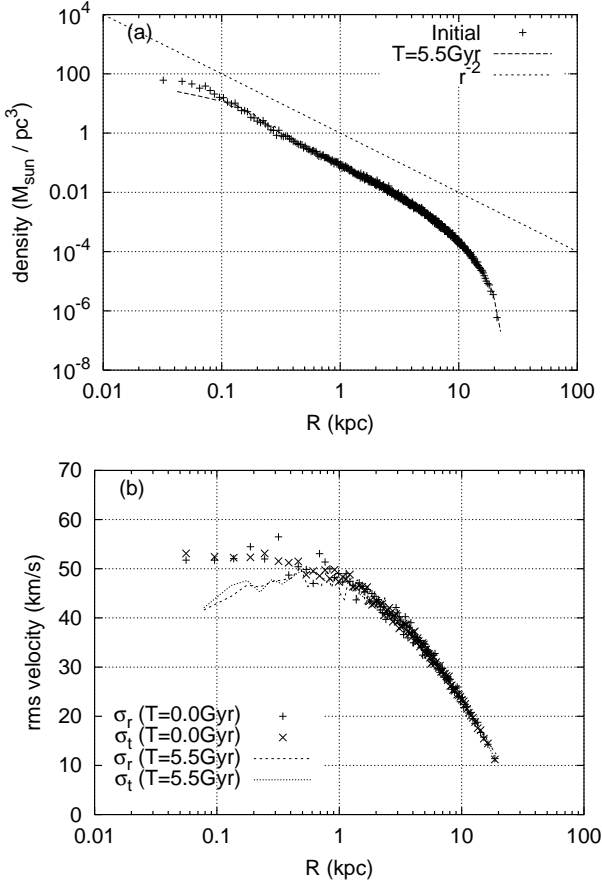 (a)
Initial
T=5.5Gyr
r^-2
10^4
100
1
0.01
10^-4
10^-6
10^-8
density (M_sun / pc^3)
0.01 0.1 1 10 100
R (kpc)
(b)
70
60
50
40
30
20
10
0
rms velocity (km/s)
σ_r (T=0.0Gyr)
σ_t (T=0.0Gyr)
σ_r (T=5.5Gyr)
σ_t (T=5.5Gyr)
0.01 0.1 1 10 100
R (kpc)